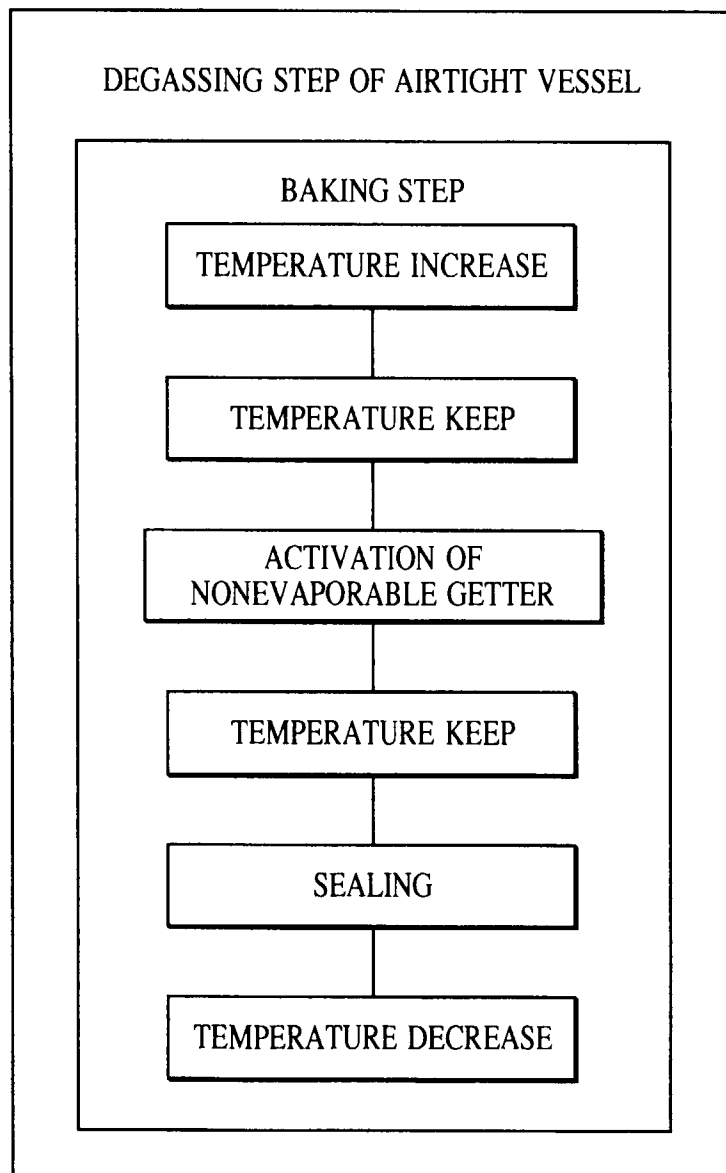 DEGASSING STEP OF AIRTIGHT VESSEL
BAKING STEP
TEMPERATURE INCREASE
TEMPERATURE KEEP
ACTIVATION OF
NONEVAPORABLE GETTER
TEMPERATURE KEEP
SEALING
TEMPERATURE DECREASE